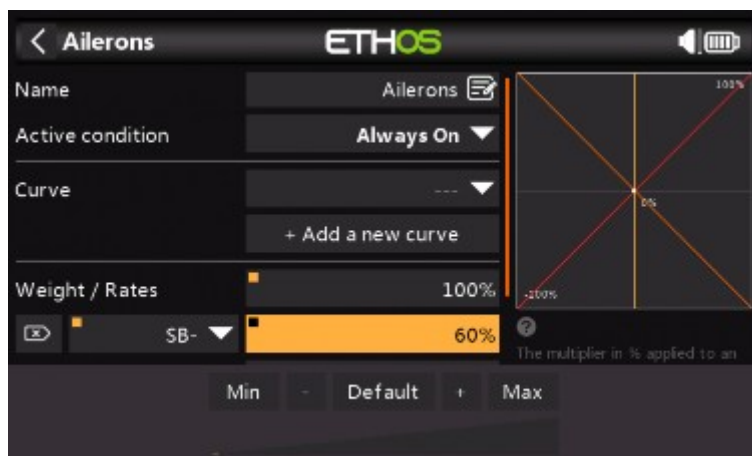 Ailerons ETHOS
Name Ailerons
100%
Active condition Always On
Curve ---
0%
+ Add a new curve
Weight / Rates 100%
-100%
SB- 60%
?
The multiplier in % applied to an
Min - Default + Max